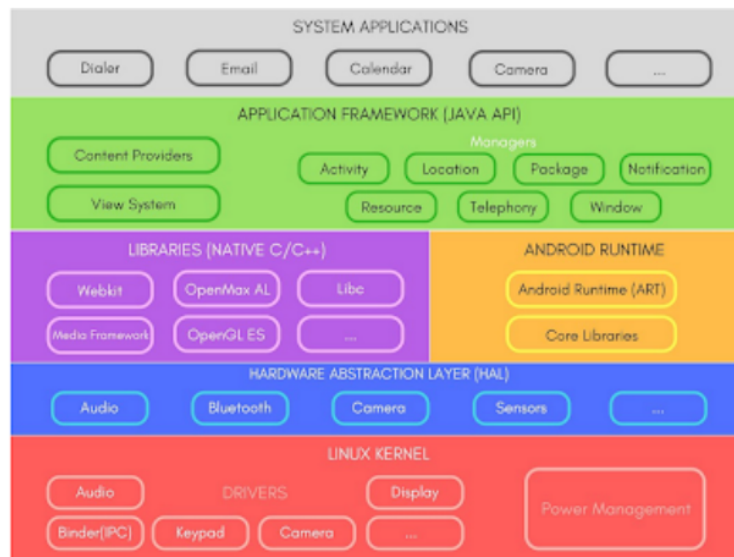 SYSTEM APPLICATIONS
Dialer Email Calendar Camera ...
APPLICATION FRAMEWORK (JAVA API)
Managers
Content Providers
View System
Activity Location Package Notification
Resource Telephony Window
LIBRARIES (NATIVE C/C++)
Webkit OpenMax AL Libc
Media Framework OpenGL ES ...
ANDROID RUNTIME
Android Runtime (ART)
Core Libraries
HARDWARE ABSTRACTION LAYER (HAL)
Audio Bluetooth Camera Sensors ...
LINUX KERNEL
Audio DRIVERS Display
Binder(IPC) Keypad Camera ...
Power Management